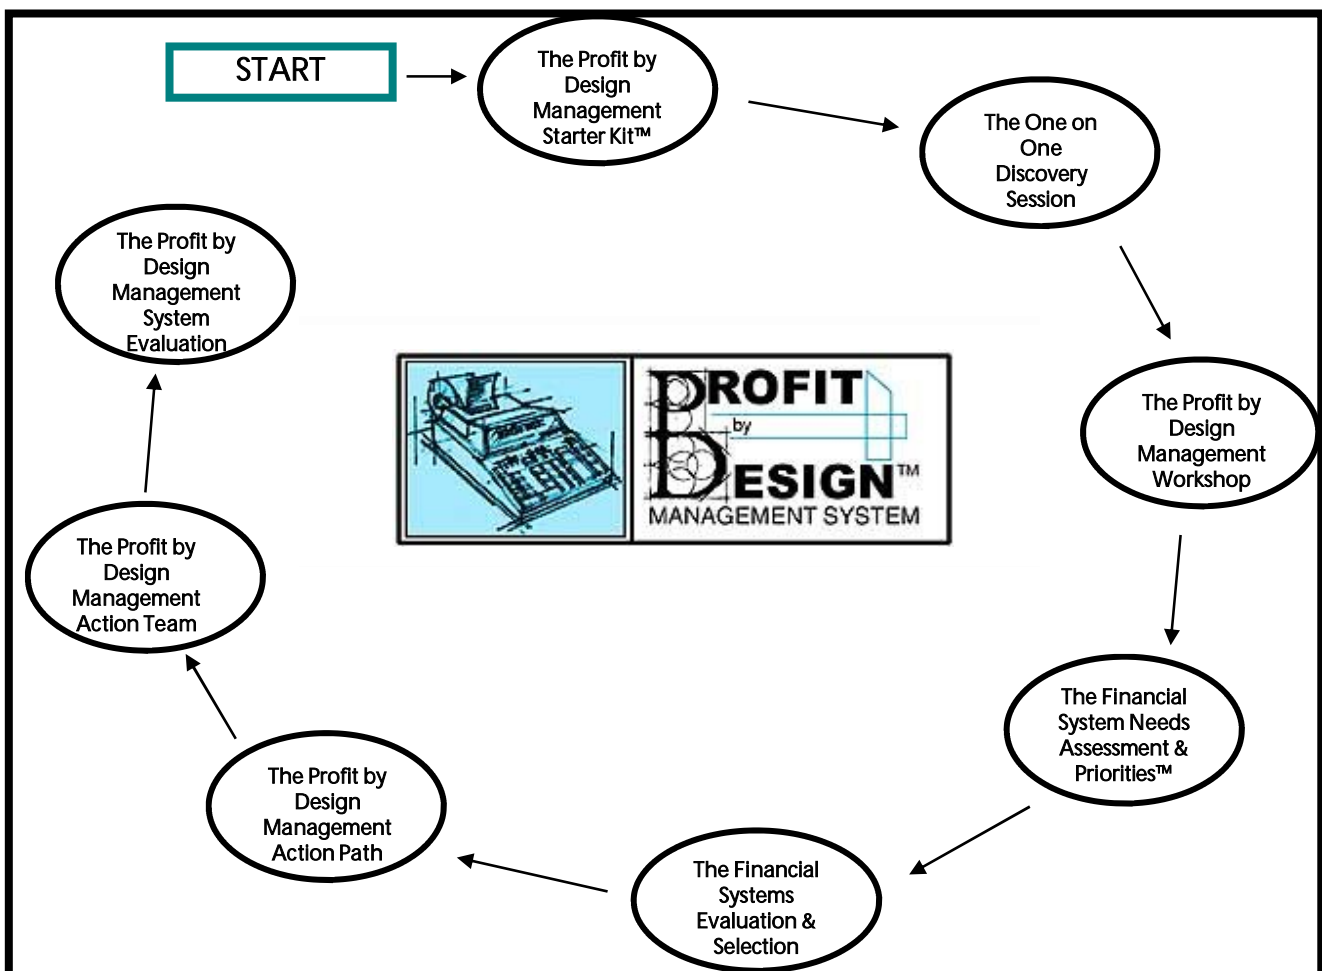 START
The Profit by
Design
Management
Starter Kit™
The One on
One
Discovery
Session
The Profit by
Design
Management
Workshop
The Financial
System Needs
Assessment &
Priorities™
The Financial
Systems
Evaluation &
Selection
The Profit by
Design
Management
Action Path
The Profit by
Design
Management
Action Team
The Profit by
Design
Management
System
Evaluation
PROFIT
by
DESIGN™
MANAGEMENT SYSTEM